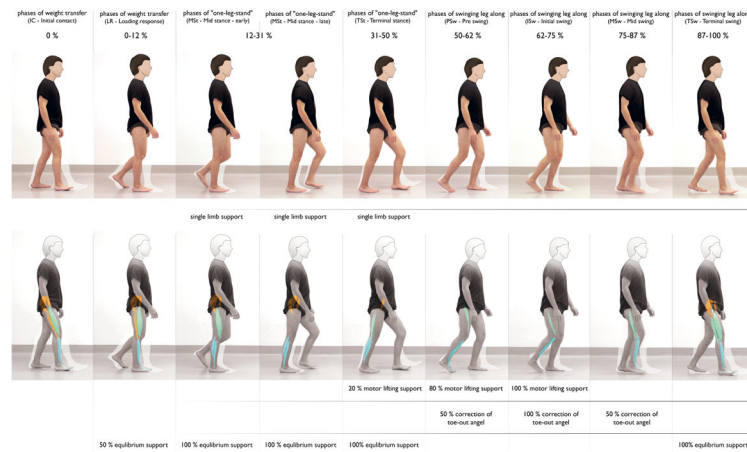 phases of weight transfer
(IC - Initial contact)
0 %
phases of weight transfer
(LR - Loading response)
0-12 %
phases of "one-leg-stand"
(MSt - Mid stance - early)
phases of "one-leg-stand"
(MSt - Mid stance - late)
12-31 %
phases of "one-leg-stand"
(TSt - Terminal stance)
31-50 %
phases of swinging leg along
(PSw - Pre swing)
50-62 %
phases of swinging leg along
(ISw - Initial swing)
62-75 %
phases of swinging leg along
(MSw - Mid swing)
75-87 %
phases of swinging leg along
(TSw - Terminal swing)
87-100 %
single limb support
single limb support
single limb support
20 % motor lifting support
80 % motor lifting support
100 % motor lifting support
50 % correction of
toe-out angel
100 % correction of
toe-out angel
50 % correction of
toe-out angel
50 % equlibrium support
100 % equlibrium support
100 % equlibrium support
100% equlibrium support
100% equlibrium support